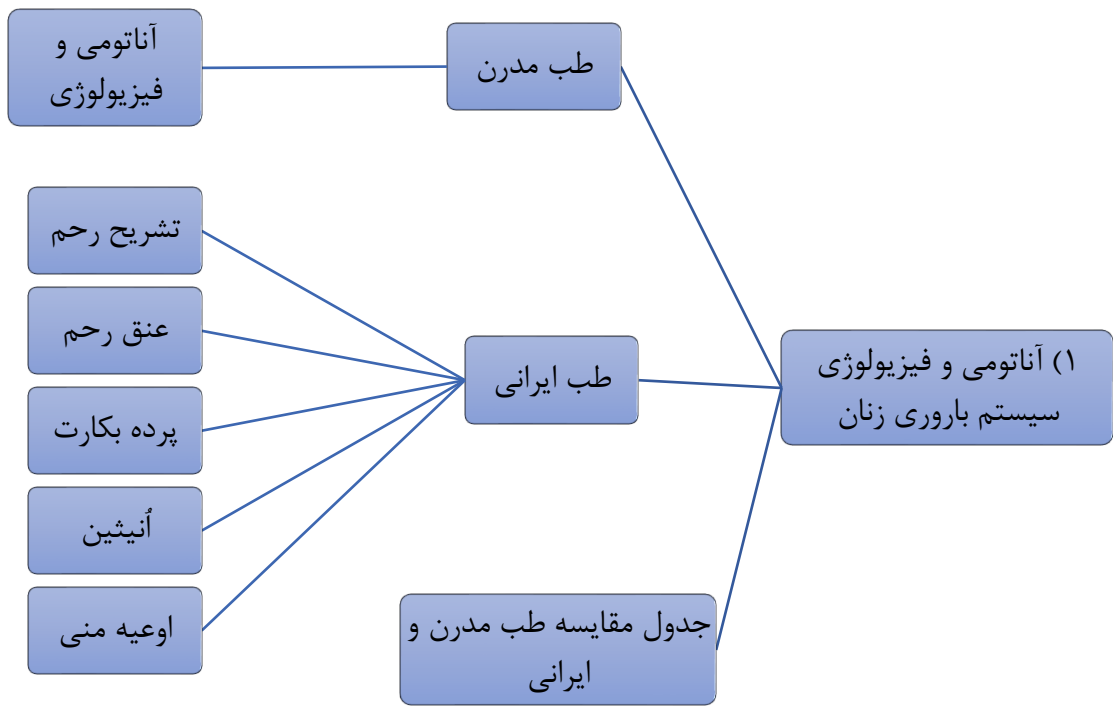 ۱) آناتومی و فیزیولوژی
سیستم باروری زنان
طب مدرن
آناتومی و
فیزیولوژی
طب ایرانی
تشریح رحم
عنق رحم
پرده بکارت
اُنیثین
اوعیه منی
جدول مقایسه طب مدرن و
ایرانی